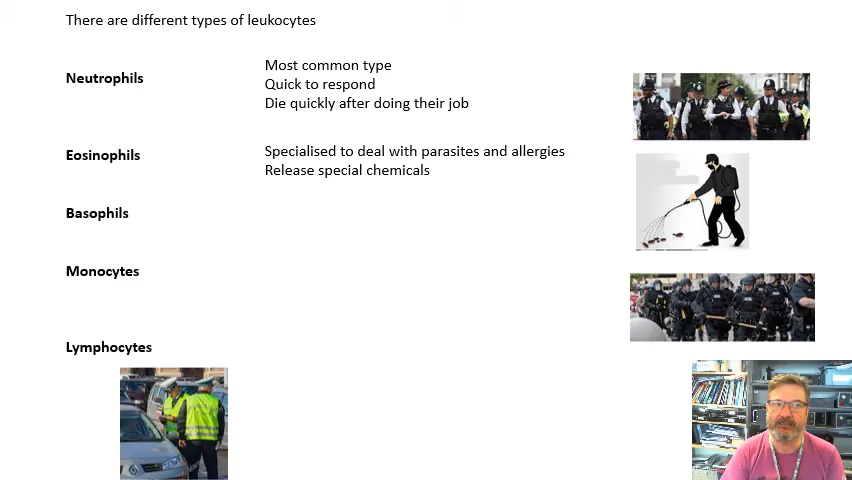 There are different types of leukocytes
Neutrophils
Most common type
Quick to respond
Die quickly after doing their job
Eosinophils
Specialised to deal with parasites and allergies
Release special chemicals
Basophils
Monocytes
Lymphocytes